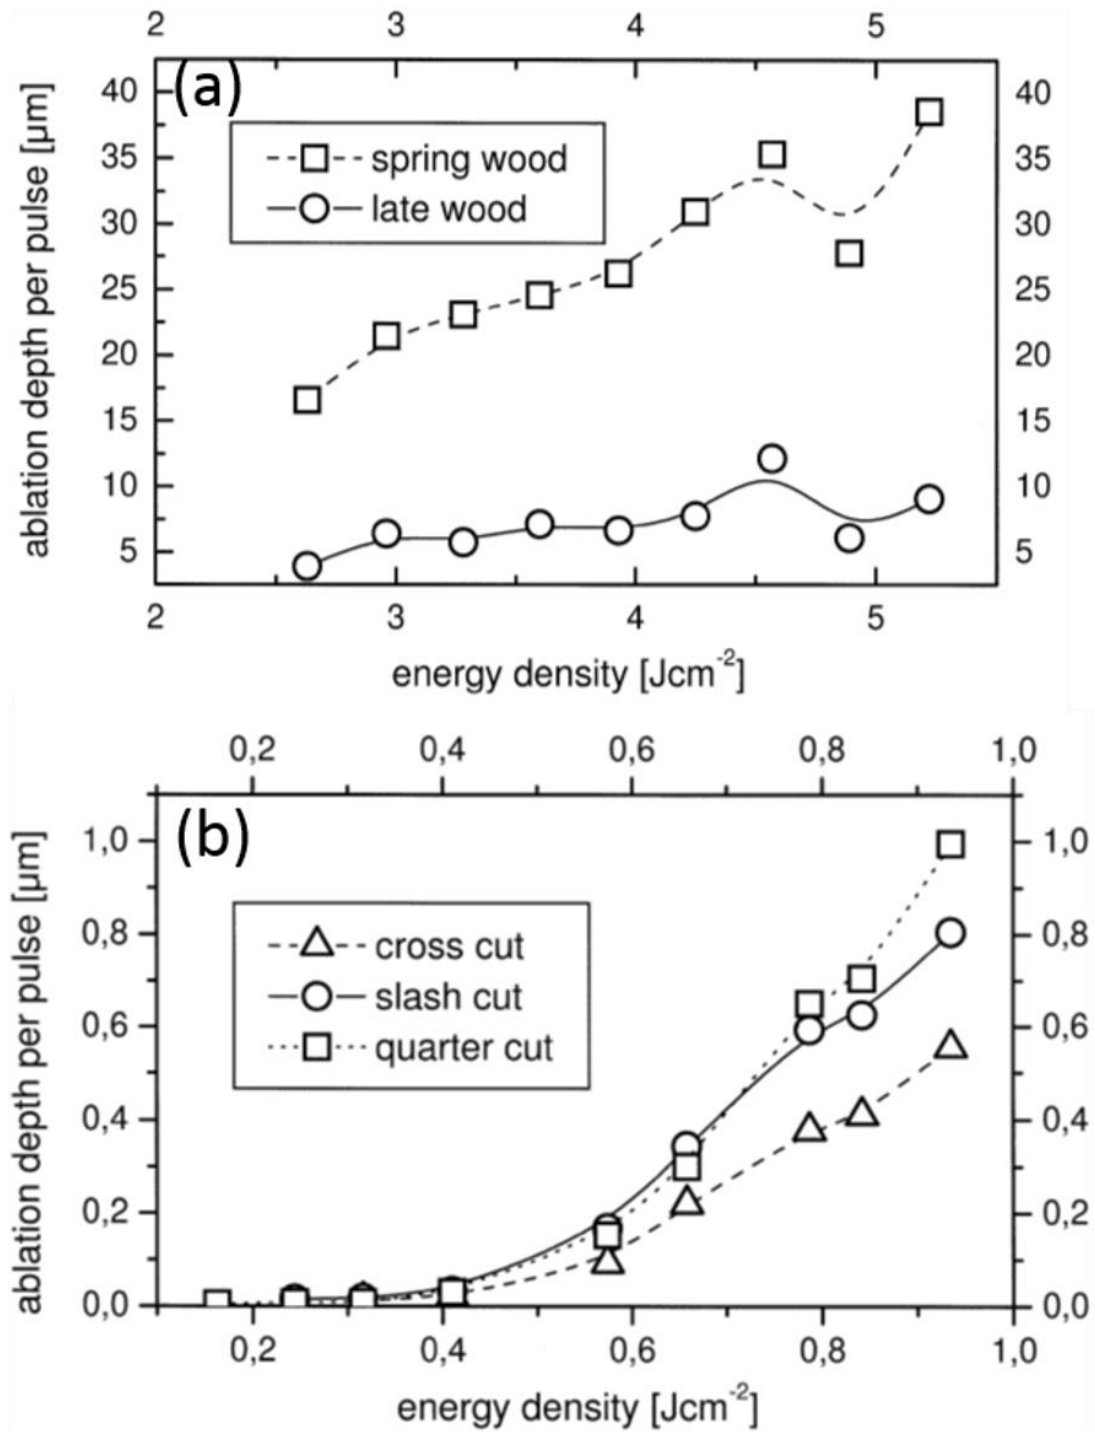 2 3 4 5
(a)
ablation depth per pulse [µm]
40 40
35 35
30 30
25 25
20 20
15 15
10 10
5 5
spring wood
late wood
2 3 4 5
energy density [Jcm-2]
0,2 0,4 0,6 0,8 1,0
(b)
ablation depth per pulse [µm]
1,0 1,0
0,8 0,8
0,6 0,6
0,4 0,4
0,2 0,2
0,0 0,0
cross cut
slash cut
quarter cut
0,2 0,4 0,6 0,8 1,0
energy density [Jcm-2]